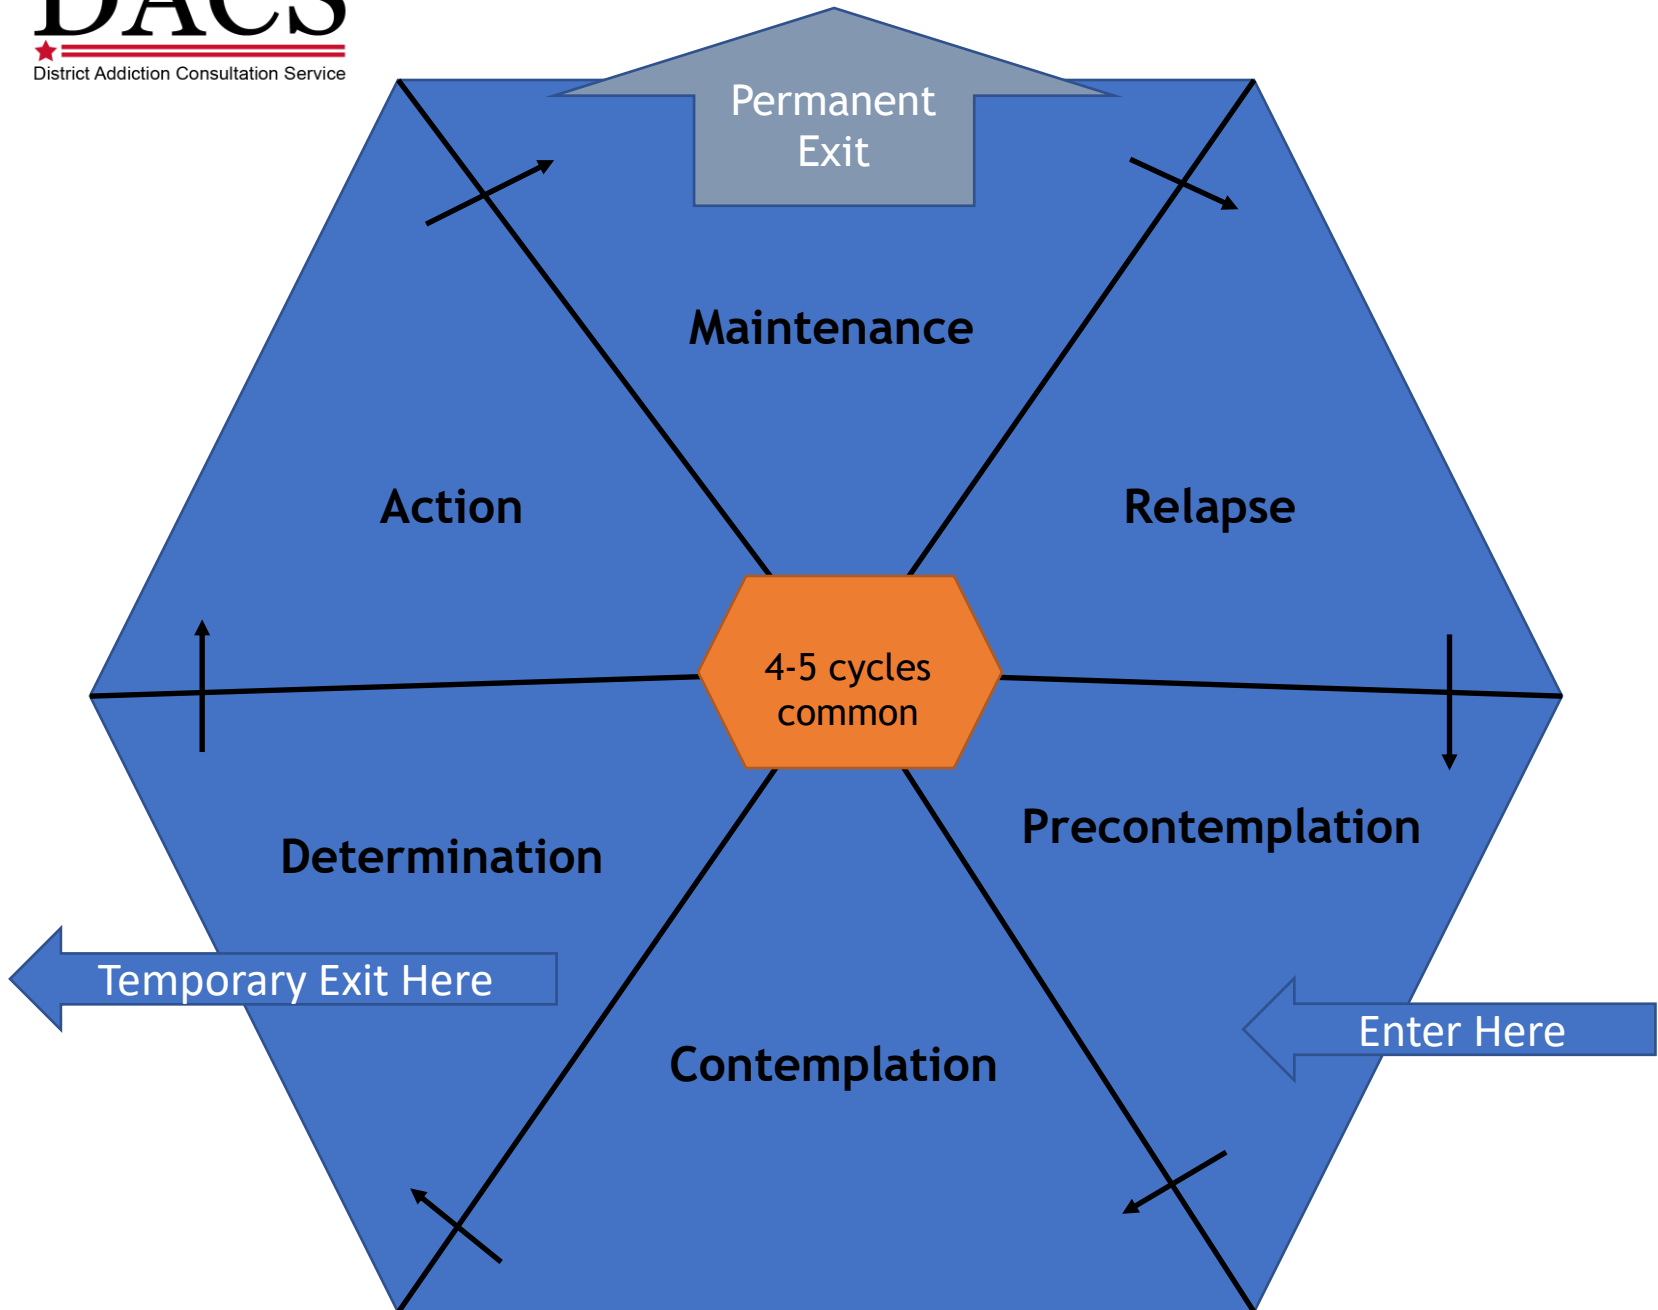 DACS
District Addiction Consultation Service
Permanent
Exit
Maintenance
Action
Relapse
4-5 cycles
common
Precontemplation
Determination
Temporary Exit Here
Enter Here
Contemplation